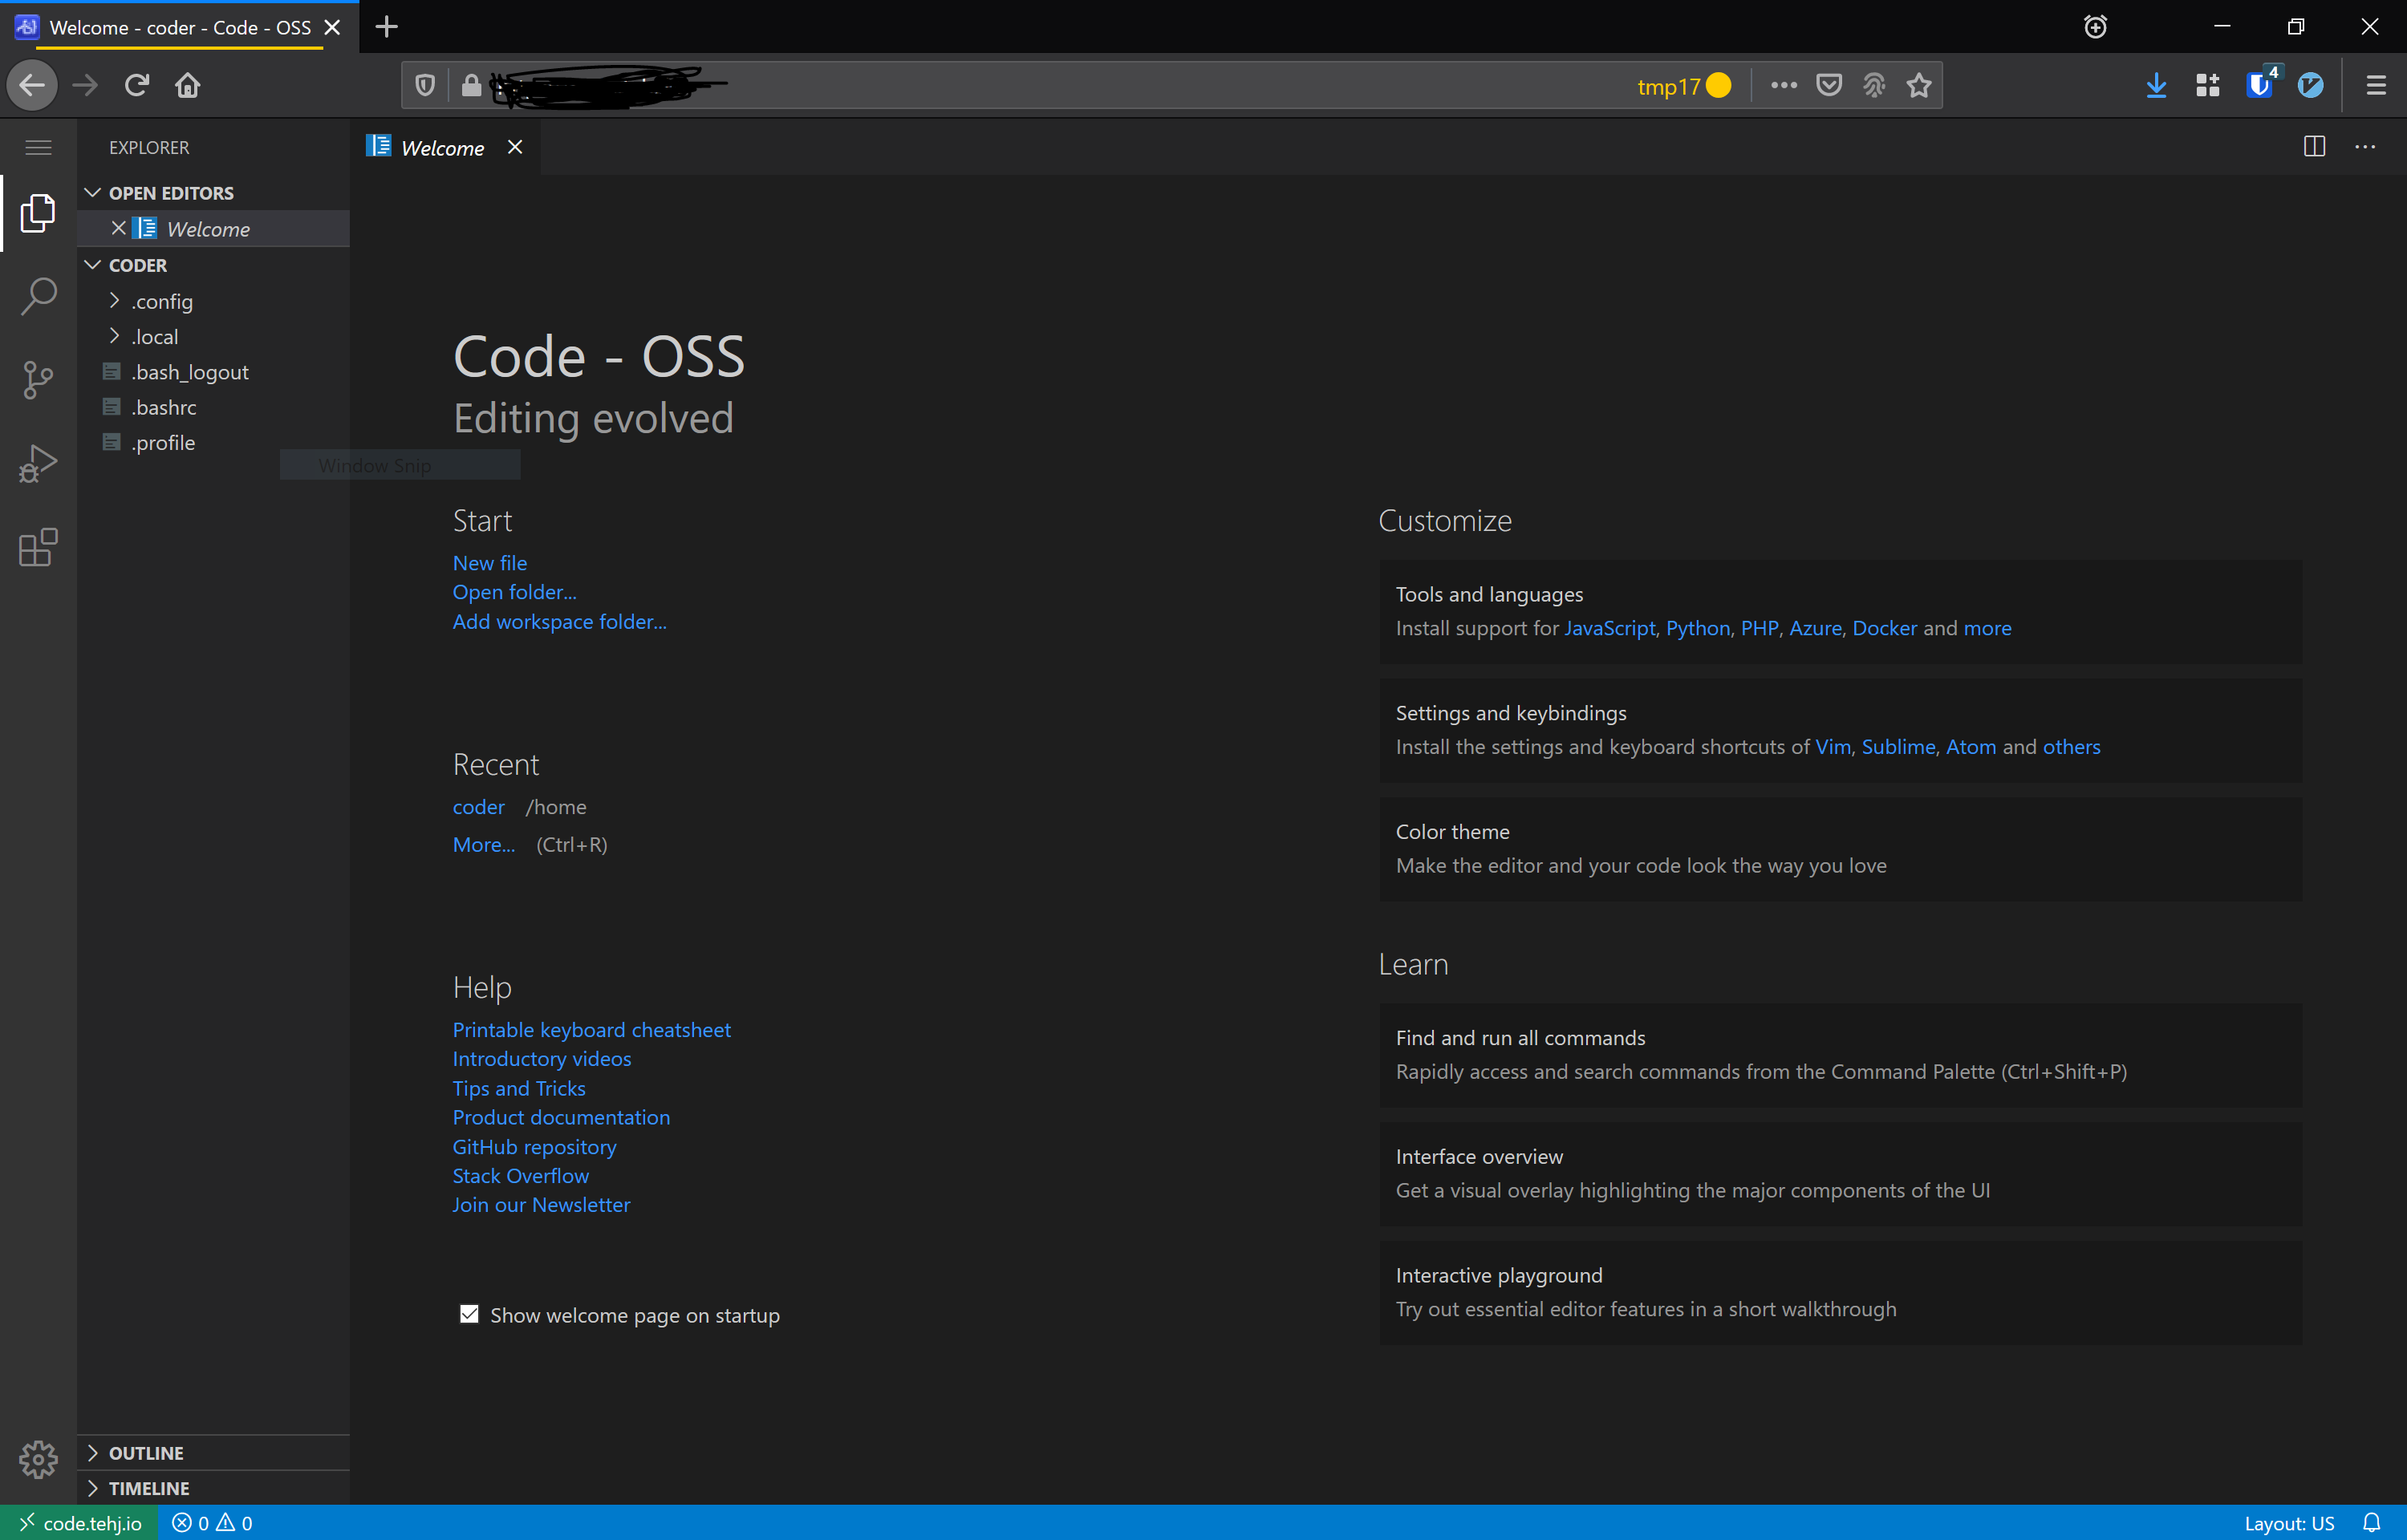 Welcome - coder - Code - OSS
tmp17
4
EXPLORER
OPEN EDITORS
Welcome
CODER
.config
.local
.bash_logout
.bashrc
.profile
OUTLINE
TIMELINE
Welcome
Code - OSS
Editing evolved
Window Snip
Start
New file
Open folder...
Add workspace folder...
Recent
coder /home
More... (Ctrl+R)
Help
Printable keyboard cheatsheet
Introductory videos
Tips and Tricks
Product documentation
GitHub repository
Stack Overflow
Join our Newsletter
Show welcome page on startup
Customize
Tools and languages
Install support for JavaScript, Python, PHP, Azure, Docker and more
Settings and keybindings
Install the settings and keyboard shortcuts of Vim, Sublime, Atom and others
Color theme
Make the editor and your code look the way you love
Learn
Find and run all commands
Rapidly access and search commands from the Command Palette (Ctrl+Shift+P)
Interface overview
Get a visual overlay highlighting the major components of the UI
Interactive playground
Try out essential editor features in a short walkthrough
code.tehj.io 0 0
Layout: US